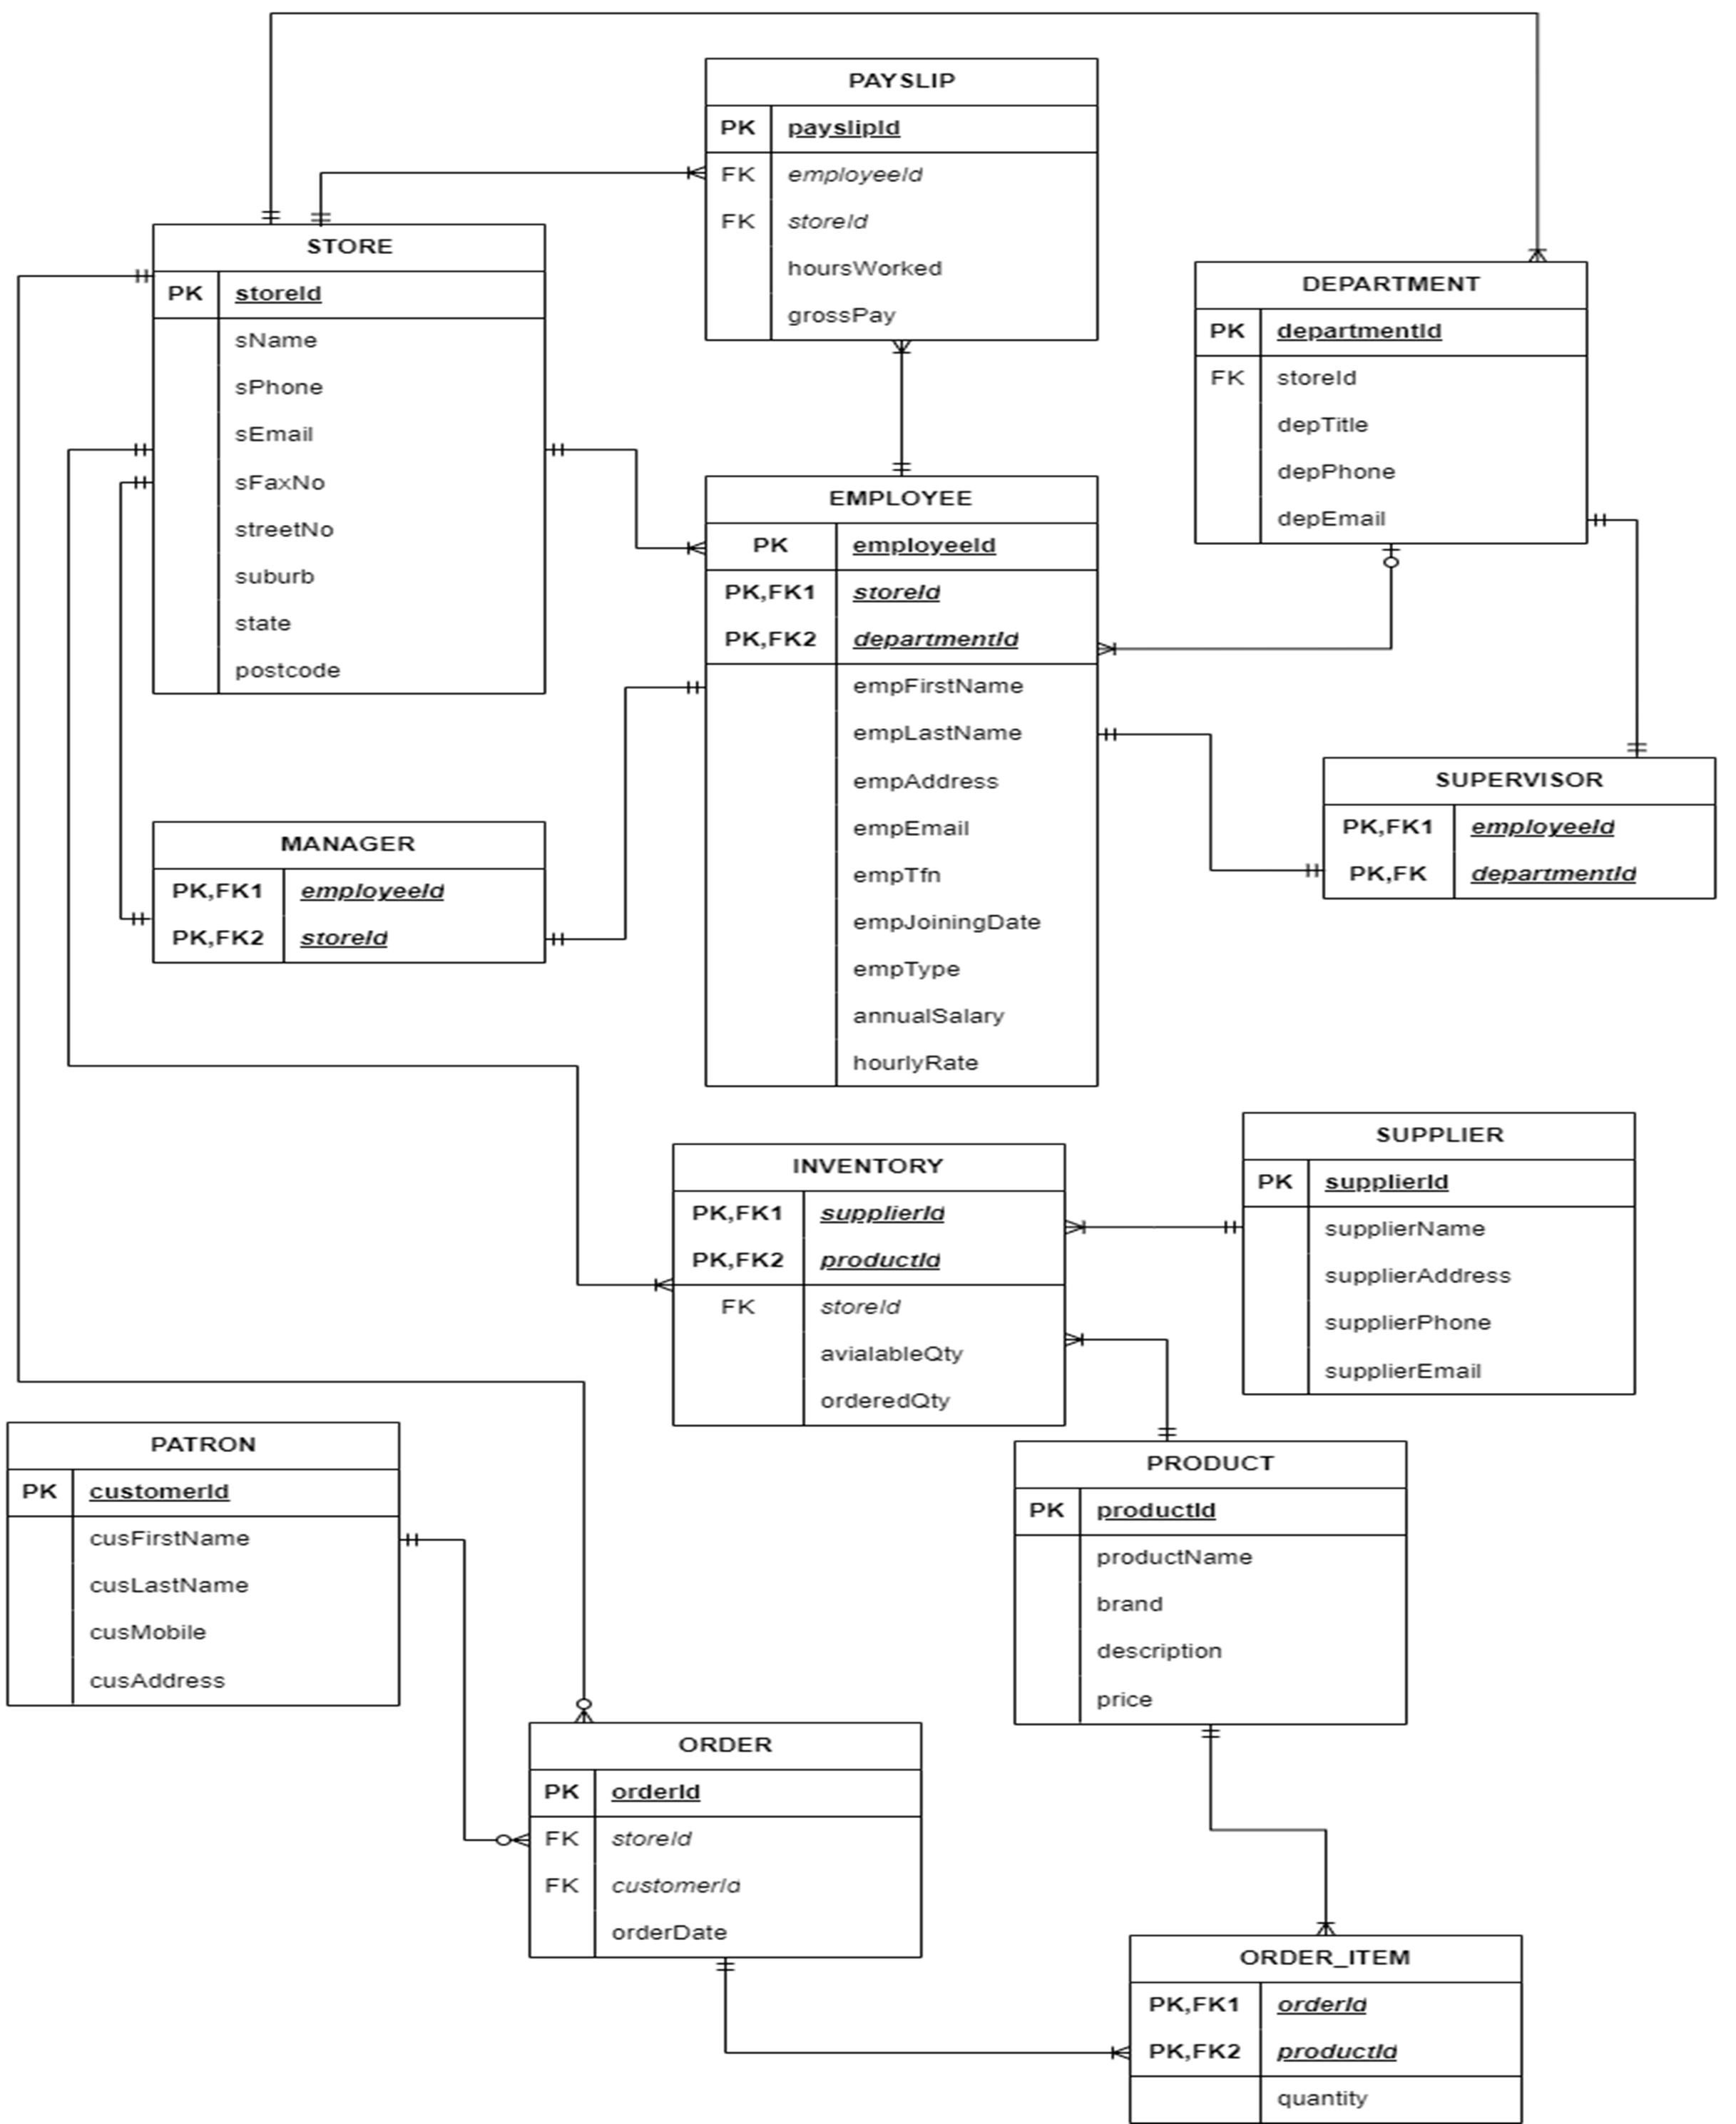 PAYSLIP
PK payslipId
FK employeeId
FK storeId
hoursWorked
grossPay
STORE
PK storeId
sName
sPhone
sEmail
sFaxNo
streetNo
suburb
state
postcode
DEPARTMENT
PK departmentId
FK storeId
depTitle
depPhone
depEmail
EMPLOYEE
PK employeeId
PK,FK1 storeId
PK,FK2 departmentId
empFirstName
empLastName
empAddress
empEmail
empTfn
empJoiningDate
empType
annualSalary
hourlyRate
SUPERVISOR
PK,FK1 employeeId
PK,FK departmentId
MANAGER
PK,FK1 employeeId
PK,FK2 storeId
SUPPLIER
PK supplierId
supplierName
supplierAddress
supplierPhone
supplierEmail
INVENTORY
PK,FK1 supplierId
PK,FK2 productId
FK storeId
avialableQty
orderedQty
PATRON
PK customerId
cusFirstName
cusLastName
cusMobile
cusAddress
PRODUCT
PK productId
productName
brand
description
price
ORDER
PK orderId
FK storeId
FK customerId
orderDate
ORDER_ITEM
PK,FK1 orderId
PK,FK2 productId
quantity